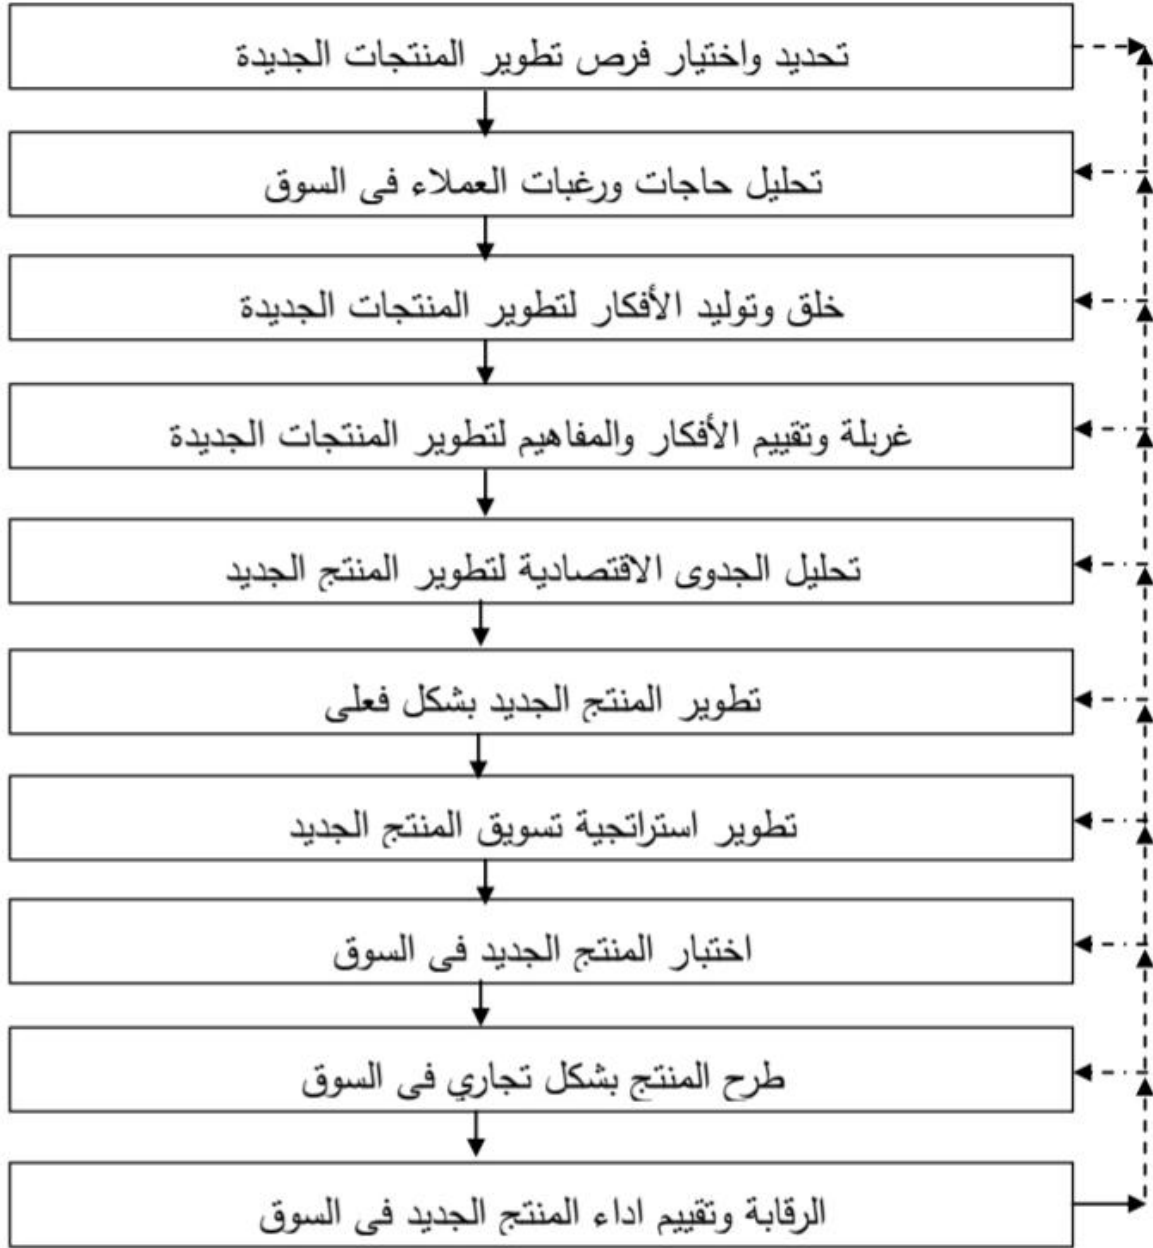 تحديد واختيار فرص تطوير المنتجات الجديدة
تحليل حاجات ورغبات العملاء فى السوق
خلق وتوليد الأفكار لتطوير المنتجات الجديدة
غربلة وتقييم الأفكار والمفاهيم لتطوير المنتجات الجديدة
تحليل الجدوى الاقتصادية لتطوير المنتج الجديد
تطوير المنتج الجديد بشكل فعلى
تطوير استراتجية تسويق المنتج الجديد
اختبار المنتج الجديد فى السوق
طرح المنتج بشكل تجاري فى السوق
الرقابة وتقييم اداء المنتج الجديد فى السوق